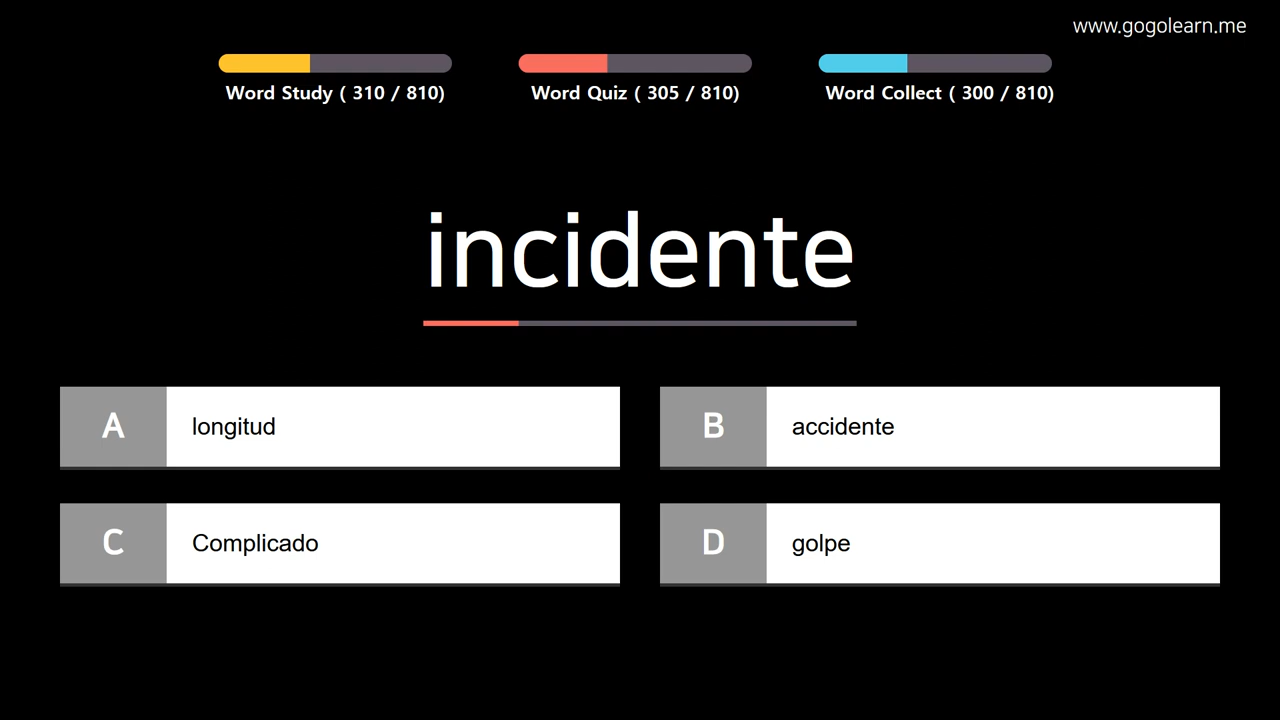 www.gogolearn.me
Word Study ( 310 / 810)
Word Quiz ( 305 / 810)
Word Collect ( 300 / 810)
incidente
A
longitud
B
accidente
C
Complicado
D
golpe